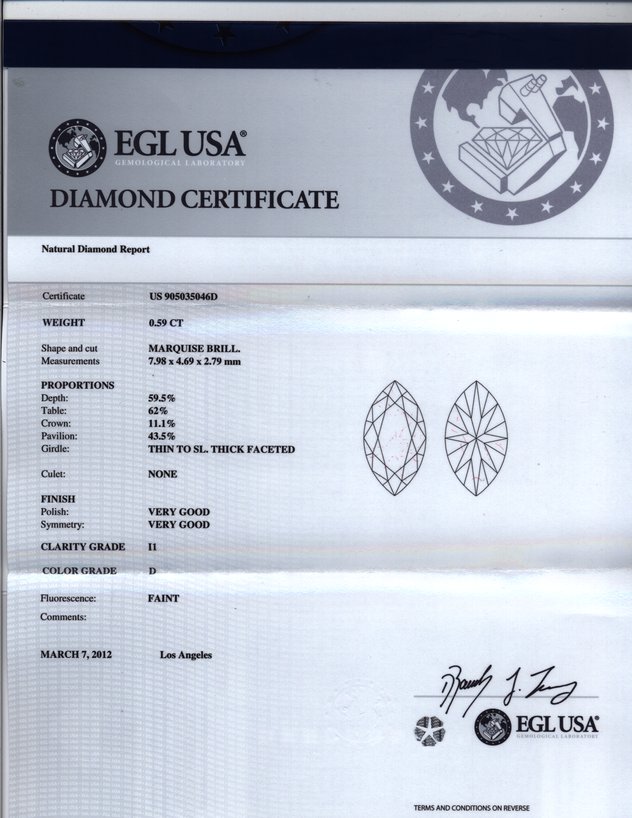 EGL USA®
GEMOLOGICAL LABORATORY
DIAMOND CERTIFICATE
Natural Diamond Report
Certificate US 905035046D
WEIGHT 0.59 CT
Shape and cut MARQUISE BRILL.
Measurements 7.98 x 4.69 x 2.79 mm
PROPORTIONS
Depth: 59.5%
Table: 62%
Crown: 11.1%
Pavilion: 43.5%
Girdle: THIN TO SL. THICK FACETED
Culet: NONE
FINISH
Polish: VERY GOOD
Symmetry: VERY GOOD
CLARITY GRADE I1
COLOR GRADE D
Fluorescence: FAINT
Comments:
MARCH 7, 2012 Los Angeles
EGL USA®
GEMOLOGICAL LABORATORY
TERMS AND CONDITIONS ON REVERSE